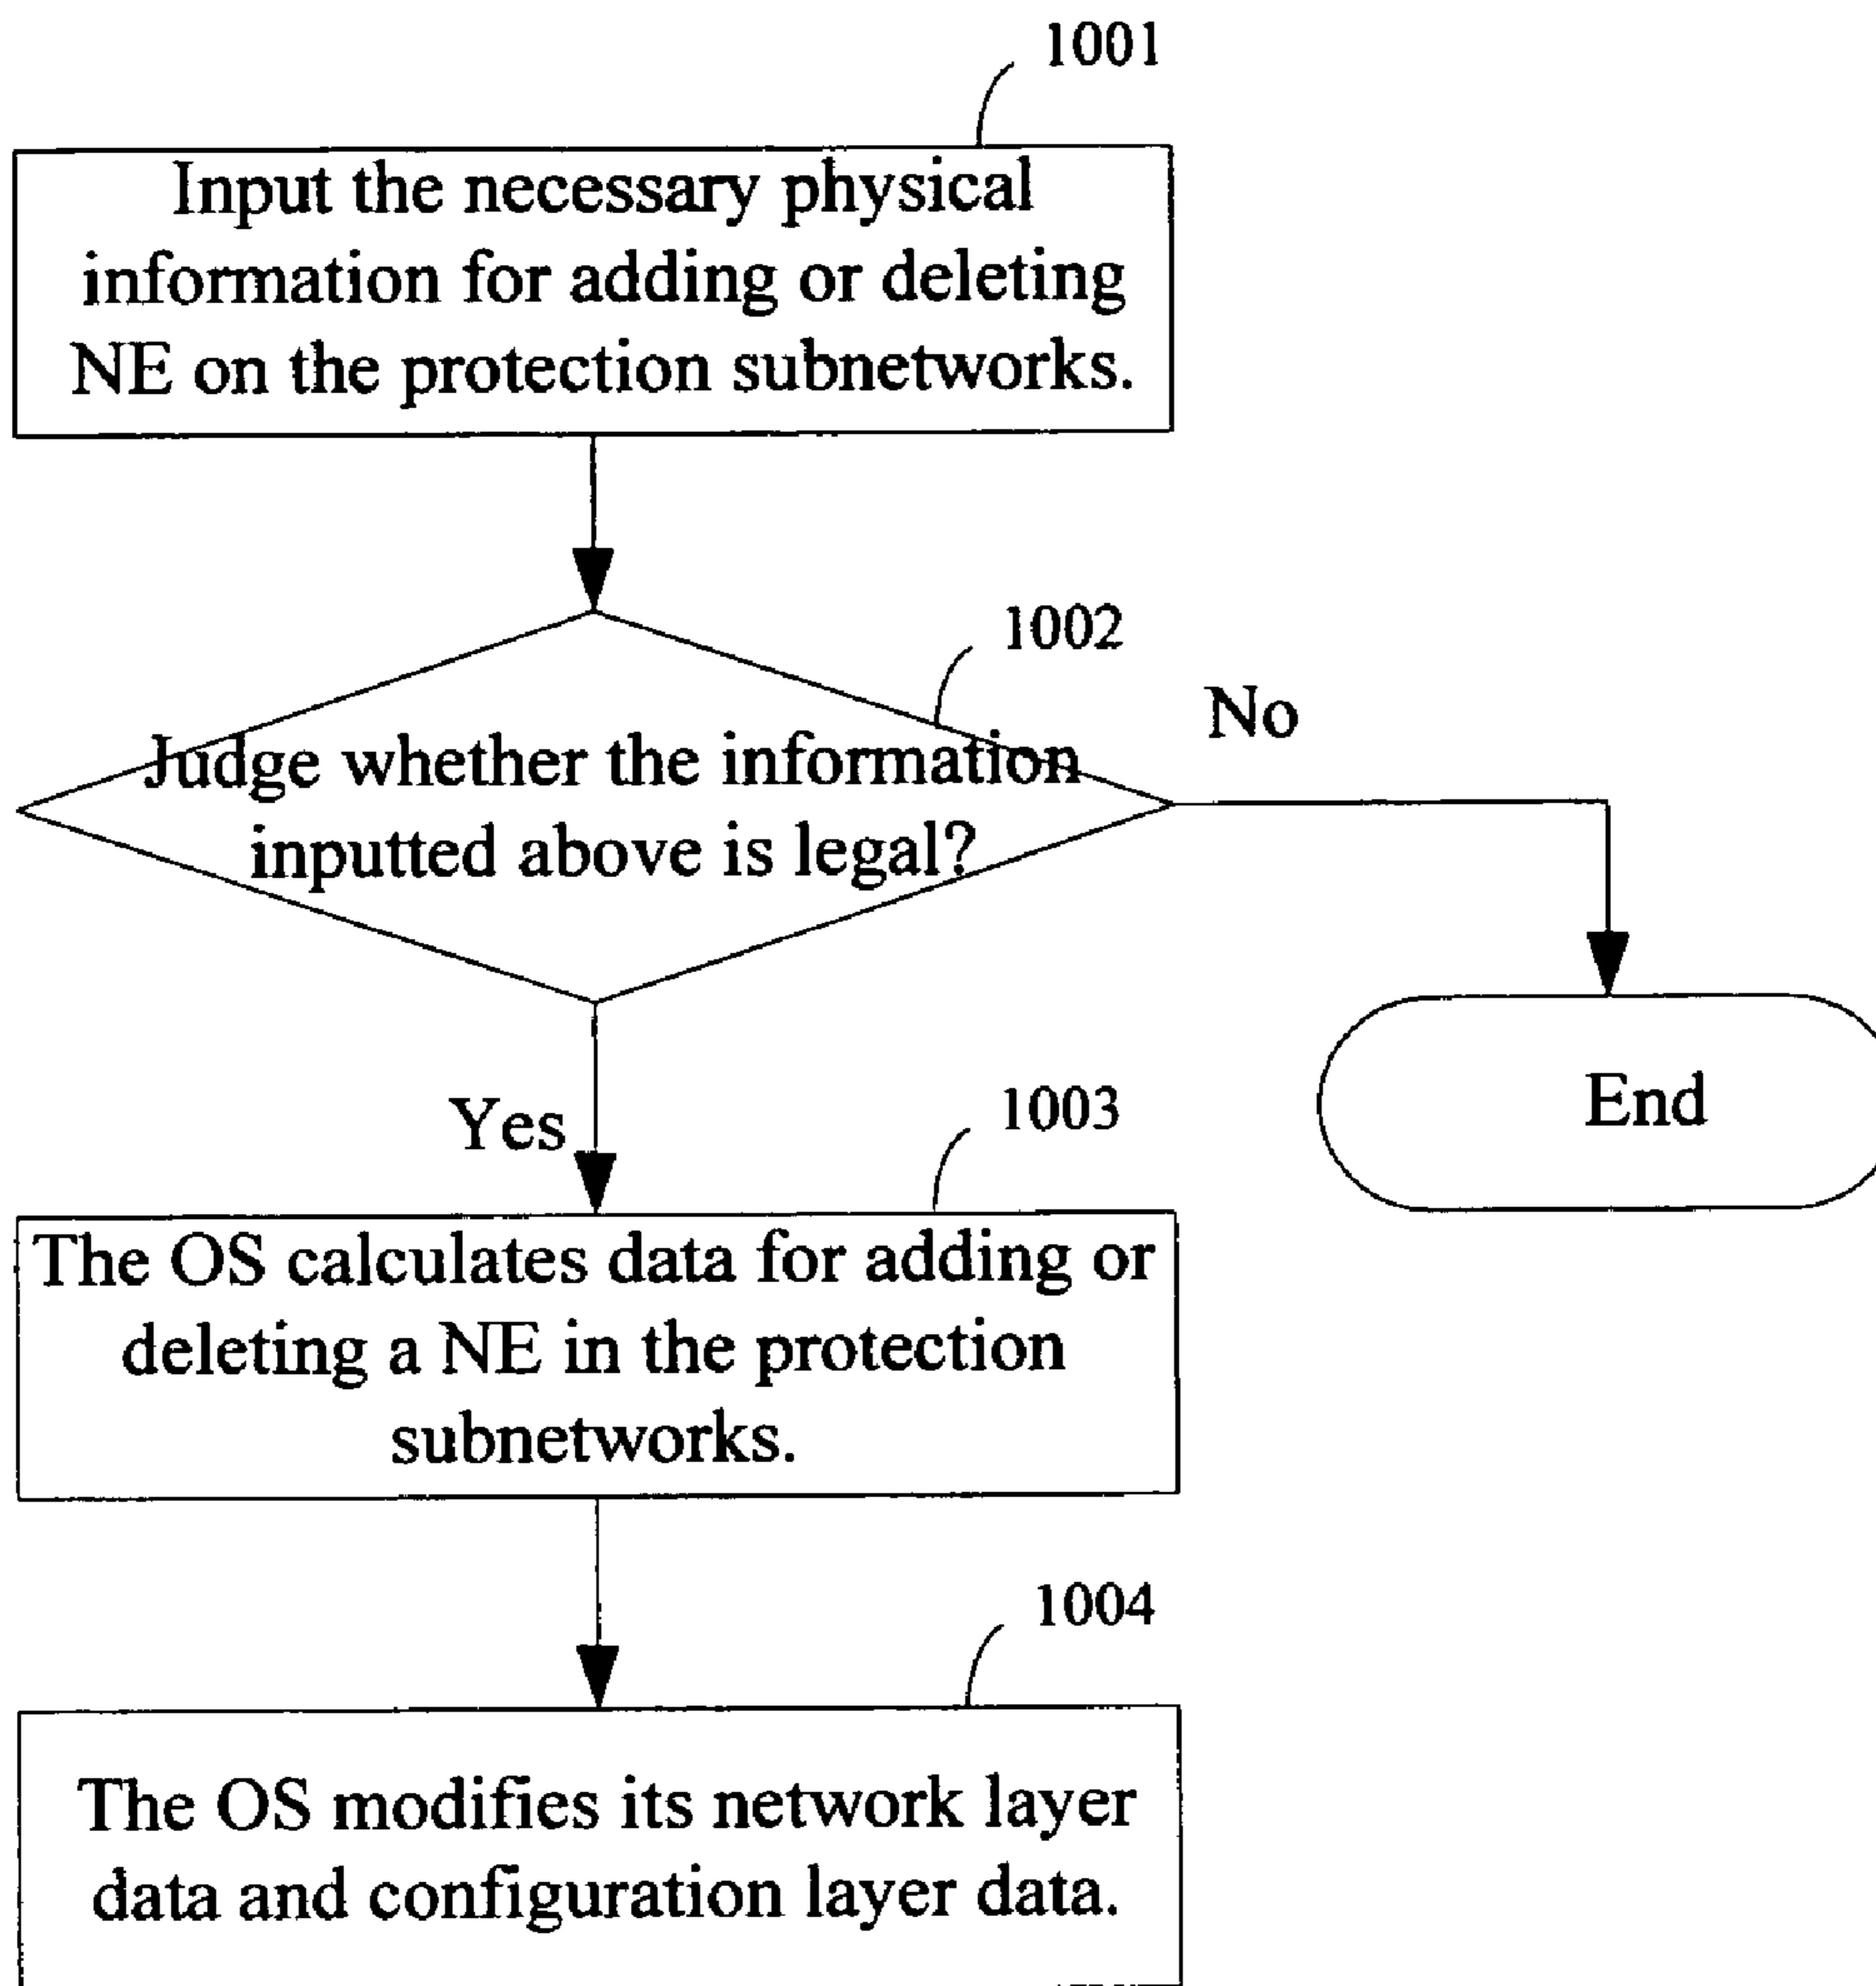 1001
Input the necessary physical
information for adding or deleting
NE on the protection subnetworks.
1002
Judge whether the information
inputted above is legal?
No
End
Yes
1003
The OS calculates data for adding or
deleting a NE in the protection
subnetworks.
1004
The OS modifies its network layer
data and configuration layer data.